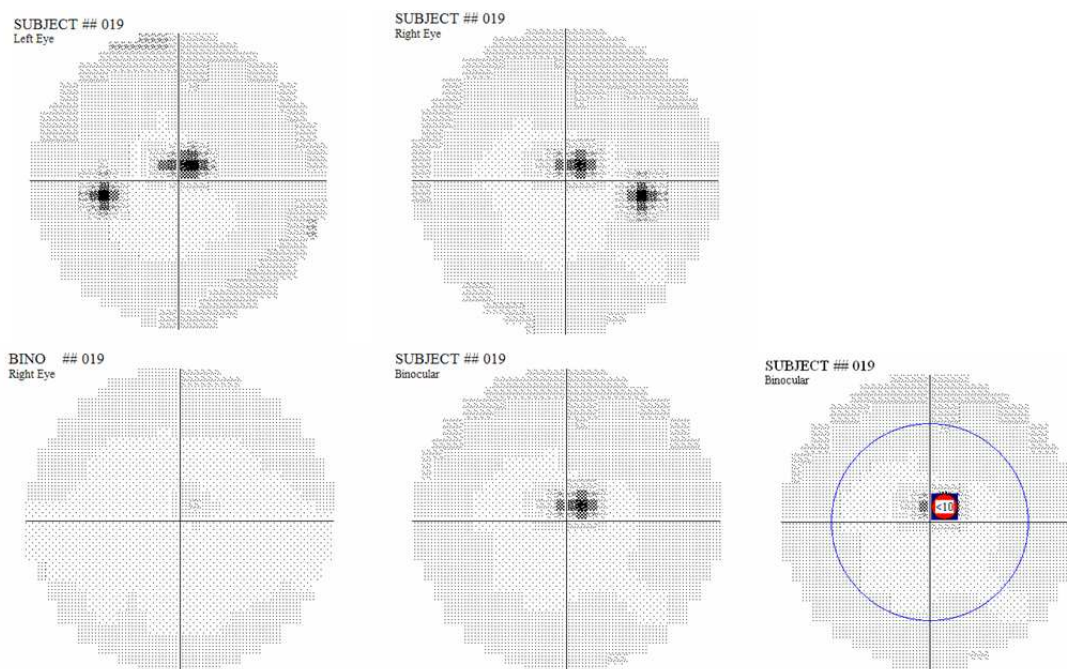 SUBJECT ## 019
Left Eye
SUBJECT ## 019
Right Eye
BINO ## 019
Right Eye
SUBJECT ## 019
Binocular
SUBJECT ## 019
Binocular
<10